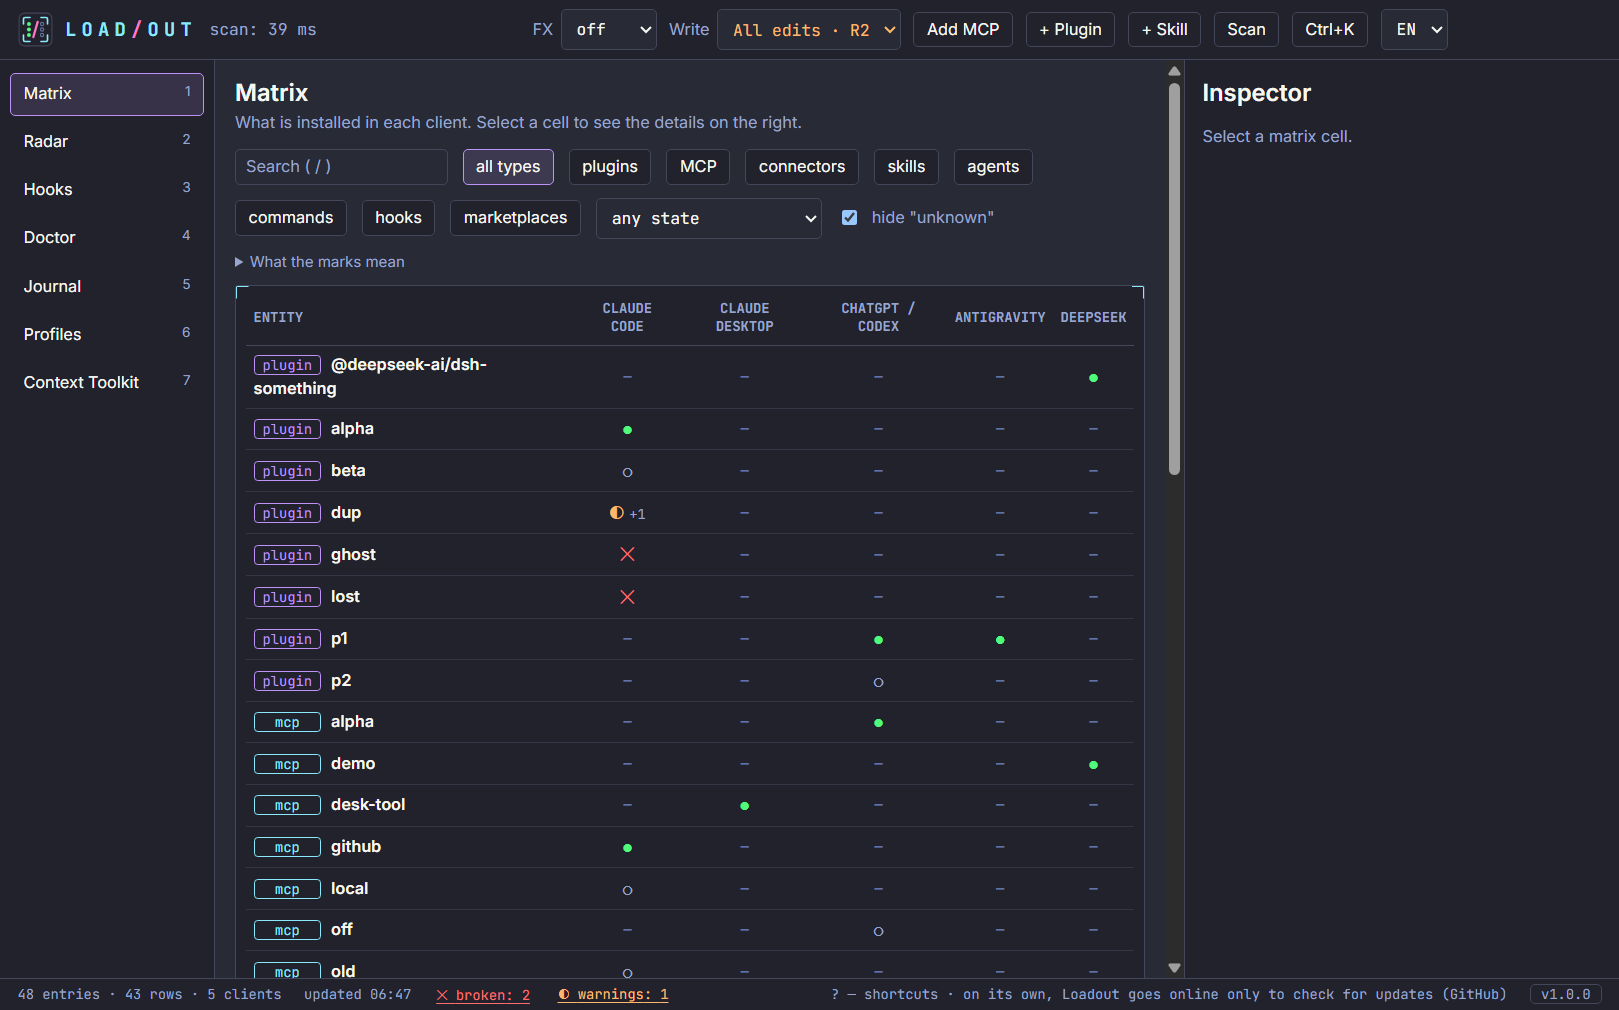 LOAD/OUT scan: 39 ms FX off Write All edits · R2 Add MCP + Plugin + Skill Scan Ctrl+K EN
Matrix 1
Radar 2
Hooks 3
Doctor 4
Journal 5
Profiles 6
Context Toolkit 7
Matrix
What is installed in each client. Select a cell to see the details on the right.
Search ( / ) all types plugins MCP connectors skills agents
commands hooks marketplaces any state hide "unknown"
What the marks mean
ENTITY CLAUDE CODE CLAUDE DESKTOP CHATGPT / CODEX ANTIGRAVITY DEEPSEEK
plugin @deepseek-ai/dsh-
something – – – – ●
plugin alpha ● – – – –
plugin beta ○ – – – –
plugin dup ◐ +1 – – – –
plugin ghost ✕ – – – –
plugin lost ✕ – – – –
plugin p1 – – ● ● –
plugin p2 – – ○ – –
mcp alpha – – ● – –
mcp demo – – – – ●
mcp desk-tool – ● – – –
mcp github ● – – – –
mcp local ○ – – – –
mcp off – – ○ – –
mcp old ○ – – – –
Inspector
Select a matrix cell.
48 entries · 43 rows · 5 clients updated 06:47 ✕ broken: 2 ◐ warnings: 1 ? — shortcuts · on its own, Loadout goes online only to check for updates (GitHub) v1.0.0